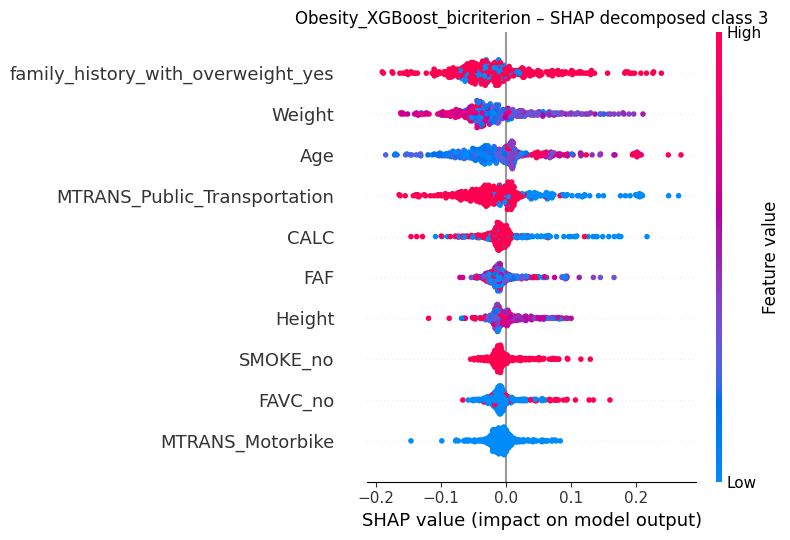 Obesity_XGBoost_bicriterion – SHAP decomposed class 3
High
family_history_with_overweight_yes
Weight
Age
MTRANS_Public_Transportation
CALC
FAF
Height
SMOKE_no
FAVC_no
MTRANS_Motorbike
Feature value
Low
−0.2 −0.1 0.0 0.1 0.2
SHAP value (impact on model output)